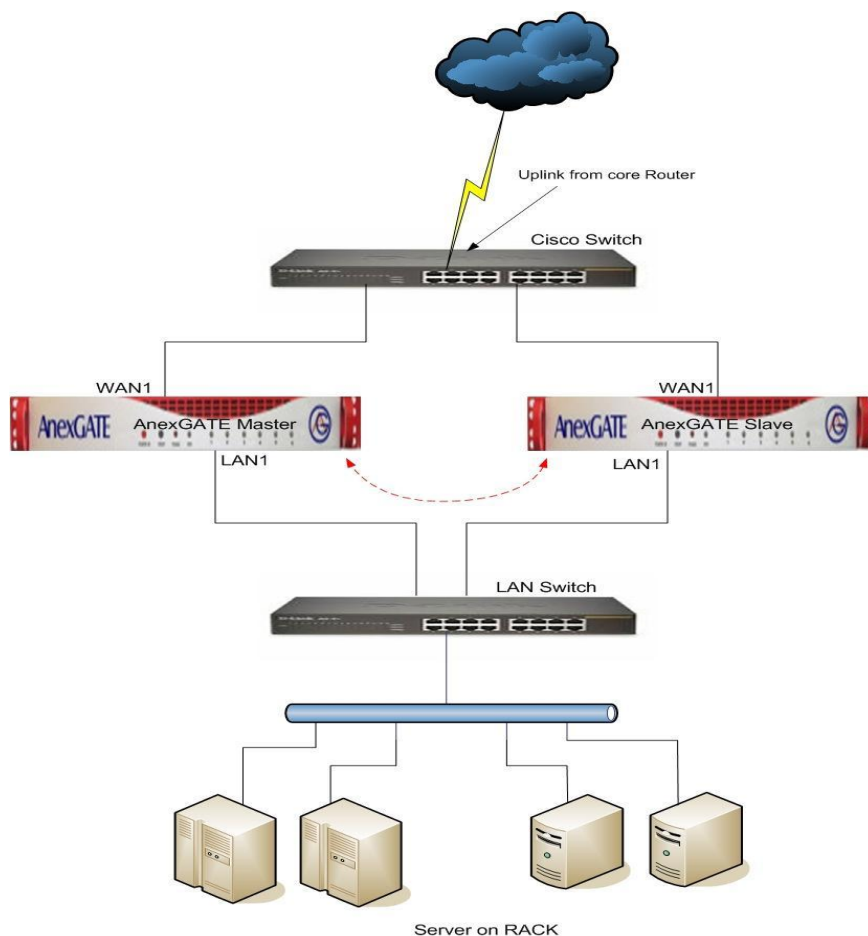 Uplink from core Router
Cisco Switch
WAN1
WAN1
AnexGATE
AnexGATE Master
AnexGATE
AnexGATE Slave
LAN1
LAN1
LAN Switch
Server on RACK